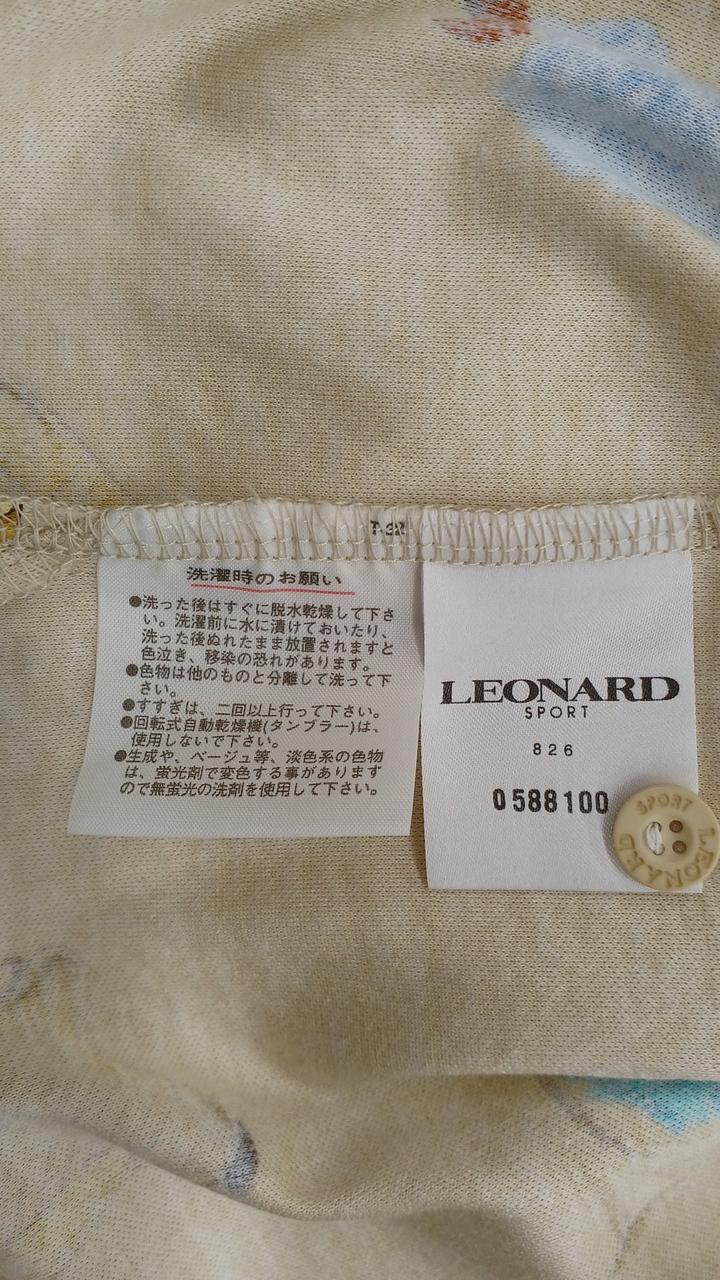 洗濯時のお願い
●洗った後はすぐに脱水乾燥して下さ
い。洗濯前に水に漬けておいたり、
洗った後ぬれたまま放置されますと
色泣き、移染の恐れがあります。
●色物は他のものと分離して洗って下
さい。
●すすぎは、二回以上行って下さい。
●回転式自動乾燥機(タンブラー)は、
使用しないで下さい。
●生成や、ベージュ等、淡色系の色物
は、蛍光剤で変色する事があります
ので無蛍光の洗剤を使用して下さい。
LEONARD
SPORT
826
0588100
SPORT
LEONARD